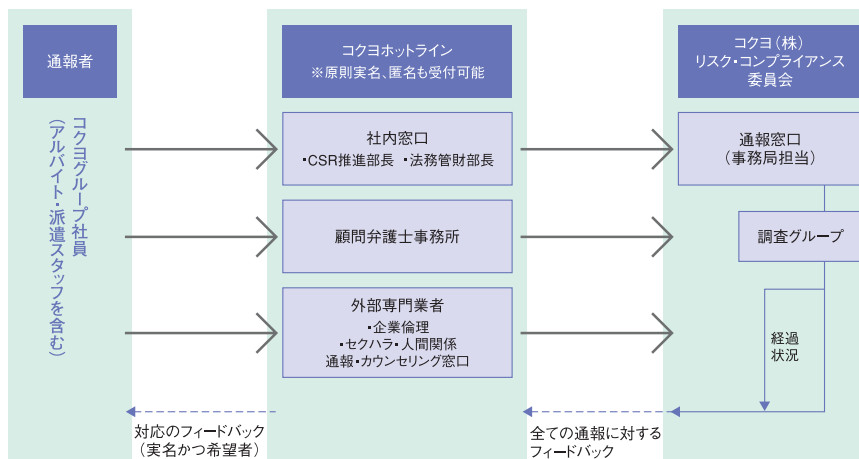 通報者
コクヨグループ社員
（アルバイト・派遣スタッフを含む）
コクヨホットライン
※原則実名、匿名も受付可能
社内窓口
・CSR推進部長 ・法務管財部長
顧問弁護士事務所
外部専門業者
・企業倫理
・セクハラ・人間関係
通報・カウンセリング窓口
コクヨ（株）
リスク・コンプライアンス
委員会
通報窓口
（事務局担当）
調査グループ
経過
状況
対応のフィードバック
（実名かつ希望者）
全ての通報に対する
フィードバック